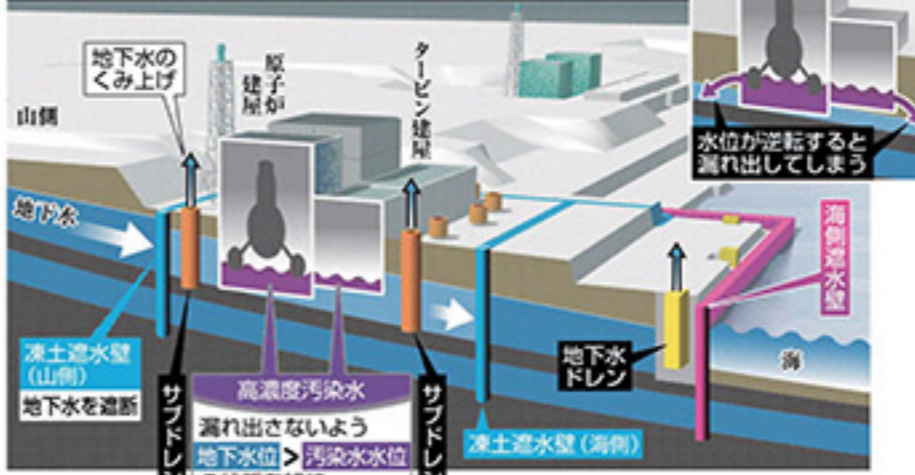 地下水の
くみ上げ
原子炉
建屋
タービン建屋
山側
地下水
水位が逆転すると
漏れ出してしまう
海側遮水壁
凍土遮水壁
(山側)
地下水を遮断
サブドレン
高濃度汚染水
漏れ出さないよう
地下水位>汚染水水位
サブドレン
地下水
ドレン
凍土遮水壁(海側)
海